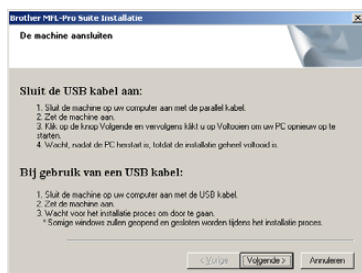 Brother MFL-Pro Suite Installatie
De machine aansluiten
Sluit de USB kabel aan:
1. Sluit de machine op uw computer aan met de parallel kabel.
2. Zet de machine aan.
3. Klik op de knop Volgende en vervolgens klikt u op Voltooien om uw PC opnieuw op te
starten.
4. Wacht, nadat de PC herstart is, totdat de installatie geheel voltooid is.
Bij gebruik van een USB kabel:
1. Sluit de machine op uw computer aan met de USB kabel.
2. Zet de machine aan.
3. Wacht voor het installatie proces om door te gaan.
* Somige windows zullen geopend en gesloten worden tijdens het installatie proces.
< Vorige Volgende > Annuleren